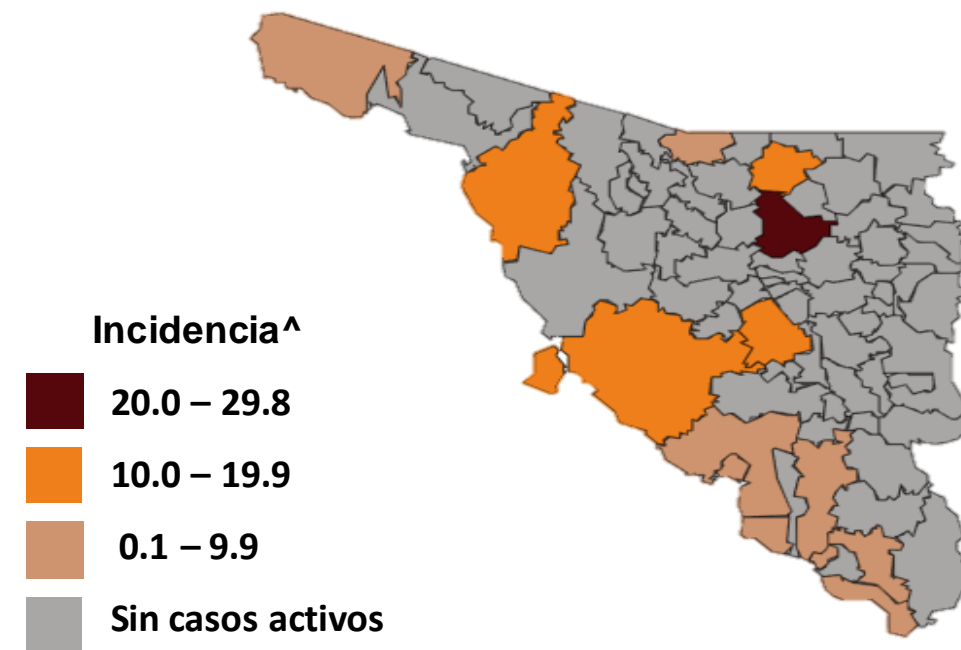 Incidencia^
20.0 – 29.8
10.0 – 19.9
0.1 – 9.9
Sin casos activos